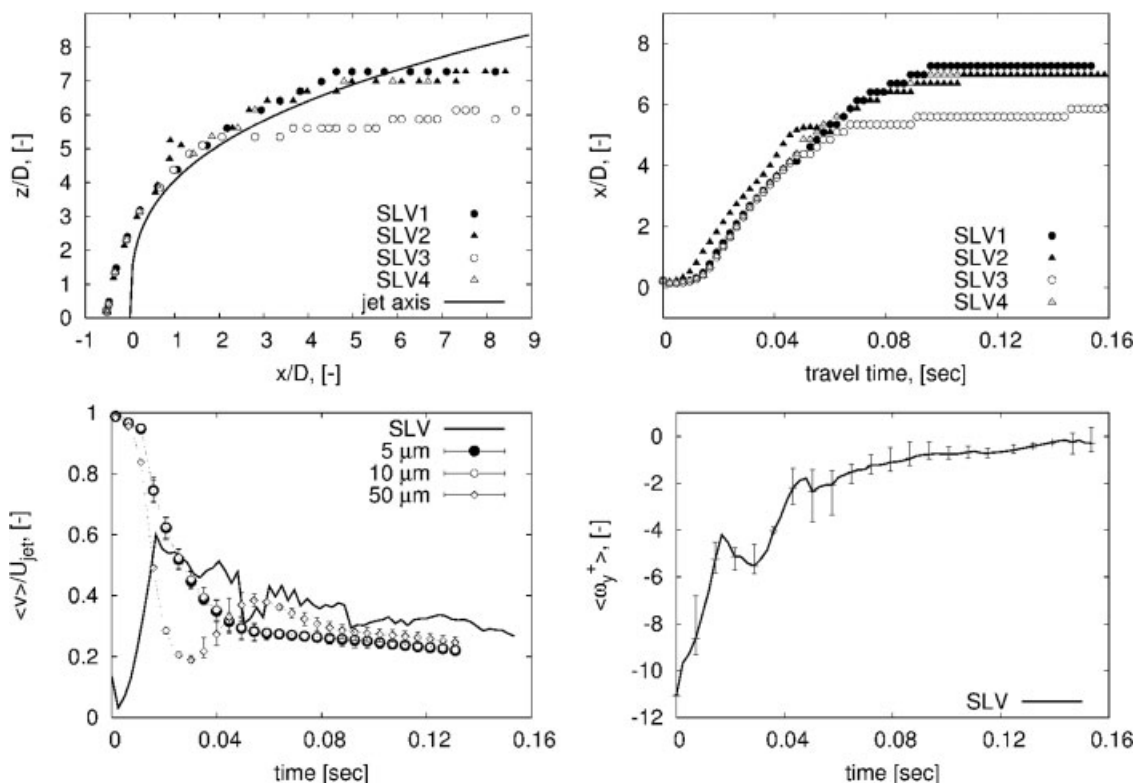 8
7
6
5
4
3
2
1
0
z/D, [-]
SLV1
SLV2
SLV3
SLV4
jet axis
-1 0 1 2 3 4 5 6 7 8 9
x/D, [-]
8
6
4
2
0
x/D, [-]
SLV1
SLV2
SLV3
SLV4
0 0.04 0.08 0.12 0.16
travel time, [sec]
1
0.8
0.6
0.4
0.2
0
<v>/U_jet, [-]
SLV
5 μm
10 μm
50 μm
0 0.04 0.08 0.12 0.16
time [sec]
0
-2
-4
-6
-8
-10
-12
<ω_y^+>, [-]
SLV
0 0.04 0.08 0.12 0.16
time [sec]